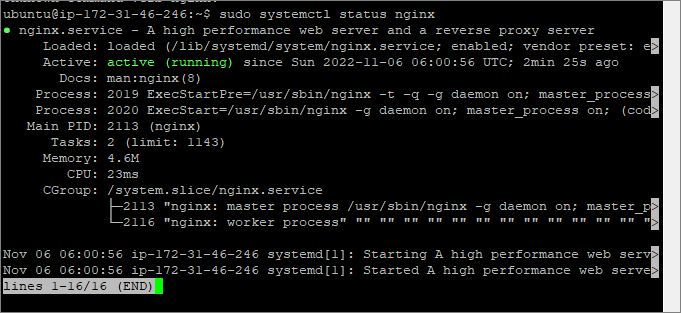 ubuntu@ip-172-31-46-246:~$ sudo systemctl status nginx
● nginx.service - A high performance web server and a reverse proxy server
Loaded: loaded (/lib/systemd/system/nginx.service; enabled; vendor preset: e>
Active: active (running) since Sun 2022-11-06 06:00:56 UTC; 2min 25s ago
Docs: man:nginx(8)
Process: 2019 ExecStartPre=/usr/sbin/nginx -t -q -g daemon on; master_process>
Process: 2020 ExecStart=/usr/sbin/nginx -g daemon on; master_process on; (cod>
Main PID: 2113 (nginx)
Tasks: 2 (limit: 1143)
Memory: 4.6M
CPU: 23ms
CGroup: /system.slice/nginx.service
├─2113 "nginx: master process /usr/sbin/nginx -g daemon on; master_p>
└─2116 "nginx: worker process" "" "" "" "" "" "" "" "" "" "" "" "" "">
Nov 06 06:00:56 ip-172-31-46-246 systemd[1]: Starting A high performance web serv>
Nov 06 06:00:56 ip-172-31-46-246 systemd[1]: Started A high performance web serve>
lines 1-16/16 (END)